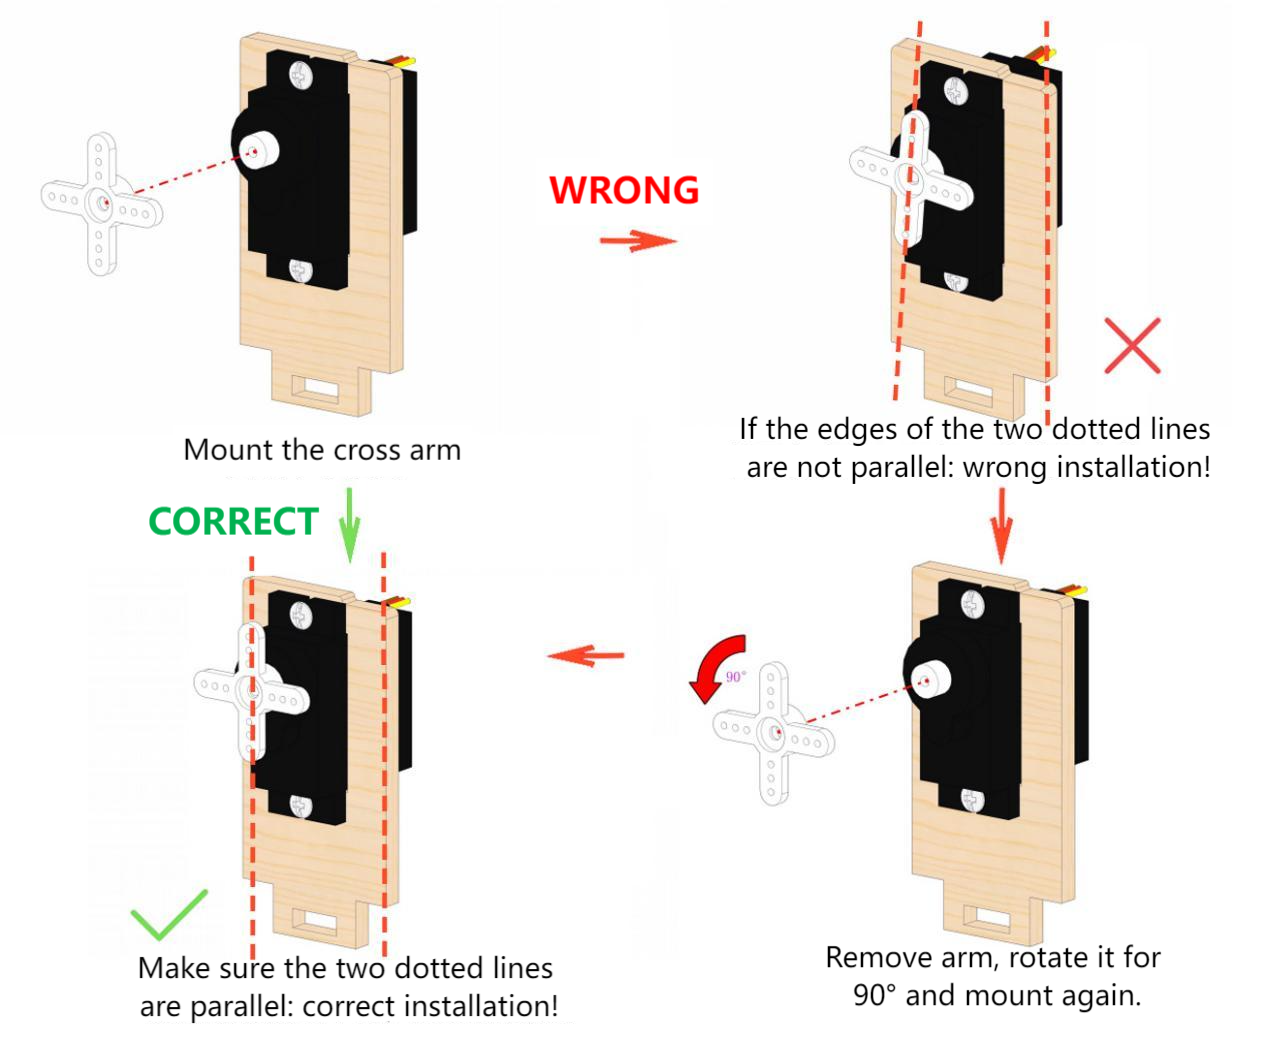 WRONG
Mount the cross arm
If the edges of the two dotted lines
are not parallel: wrong installation!
CORRECT
90°
Make sure the two dotted lines
are parallel: correct installation!
Remove arm, rotate it for
90° and mount again.